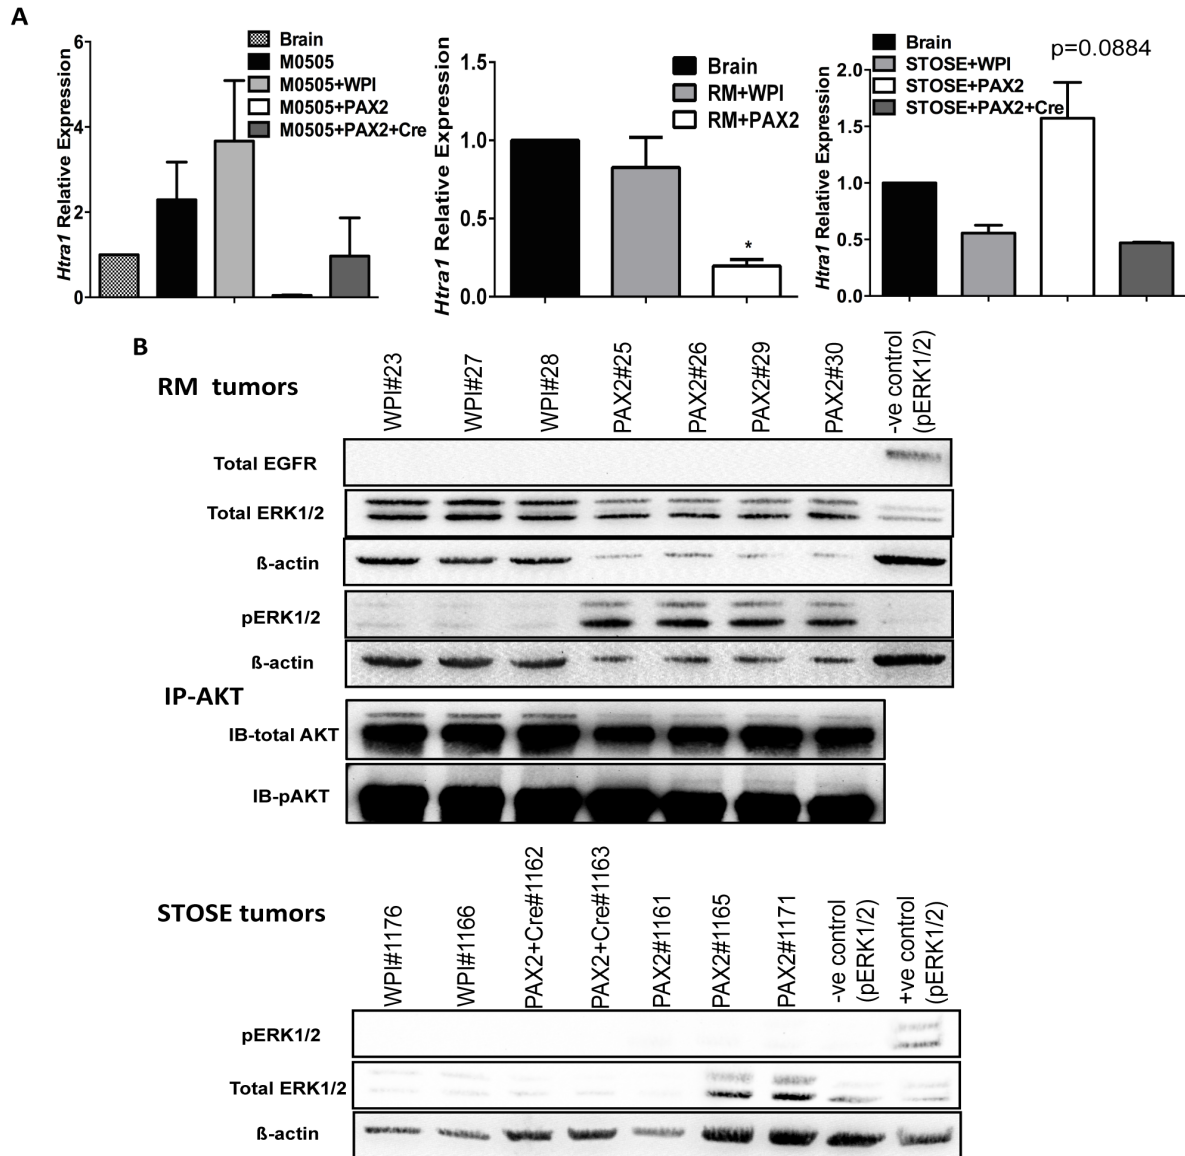 A
Htra1 Relative Expression
6
4
2
0
Brain
M0505
M0505+WPI
M0505+PAX2
M0505+PAX2+Cre
Htra1 Relative Expression
1.5
1.0
0.5
0.0
Brain
RM+WPI
RM+PAX2
*
Htra1 Relative Expression
2.0
1.5
1.0
0.5
0.0
Brain
STOSE+WPI
STOSE+PAX2
STOSE+PAX2+Cre
p=0.0884
B
RM tumors
WPI#23
WPI#27
WPI#28
PAX2#25
PAX2#26
PAX2#29
PAX2#30
-ve control
(pERK1/2)
Total EGFR
Total ERK1/2
ß-actin
pERK1/2
ß-actin
IP-AKT
IB-total AKT
IB-pAKT
STOSE tumors
WPI#1176
WPI#1166
PAX2+Cre#1162
PAX2+Cre#1163
PAX2#1161
PAX2#1165
PAX2#1171
-ve control
(pERK1/2)
+ve control
(pERK1/2)
pERK1/2
Total ERK1/2
ß-actin